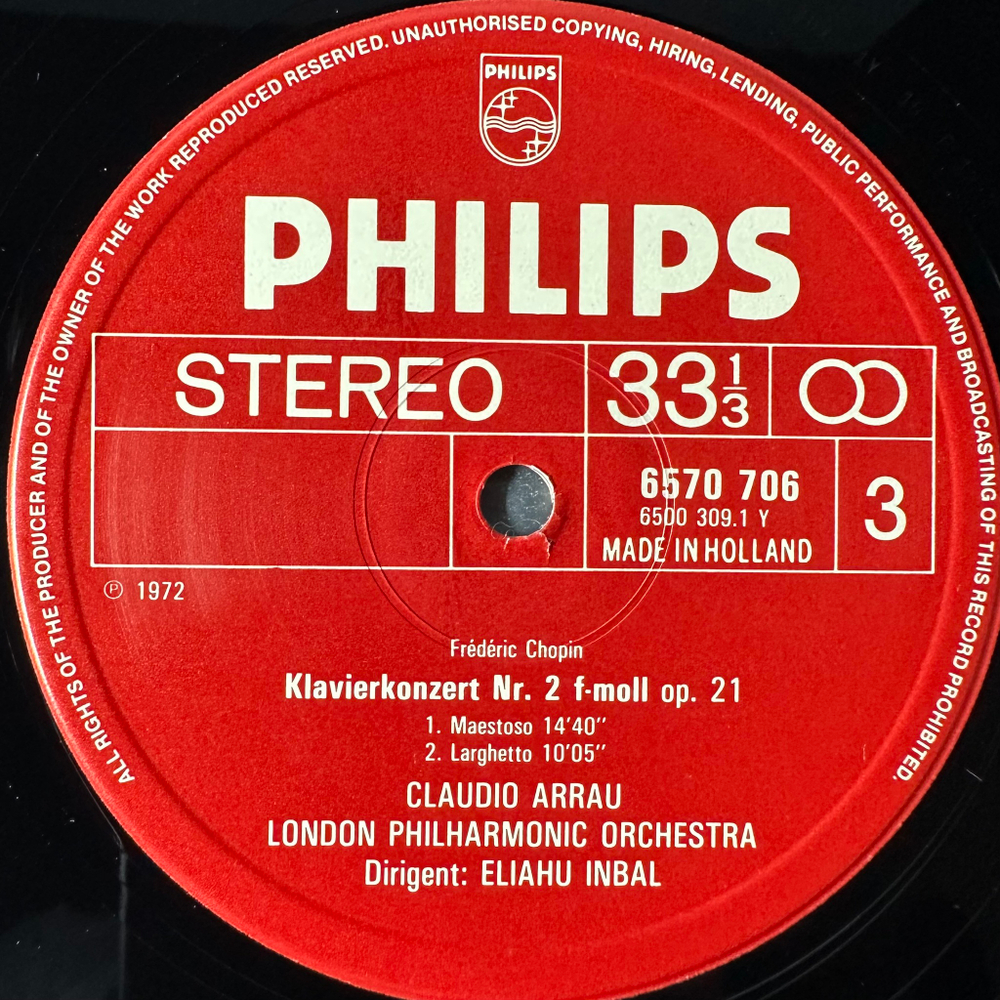 ALL RIGHTS OF THE PRODUCER AND OF THE OWNER OF THE WORK REPRODUCED RESERVED. UNAUTHORISED COPYING, HIRING, LENDING, PUBLIC PERFORMANCE AND BROADCASTING OF THIS RECORD PROHIBITED.
PHILIPS
PHILIPS
STEREO
33 1/3
6570 706
6500 309.1 Y
MADE IN HOLLAND
3
Ⓟ 1972
Frédéric Chopin
Klavierkonzert Nr. 2 f-moll op. 21
1. Maestoso 14'40''
2. Larghetto 10'05''
CLAUDIO ARRAU
LONDON PHILHARMONIC ORCHESTRA
Dirigent: ELIAHU INBAL